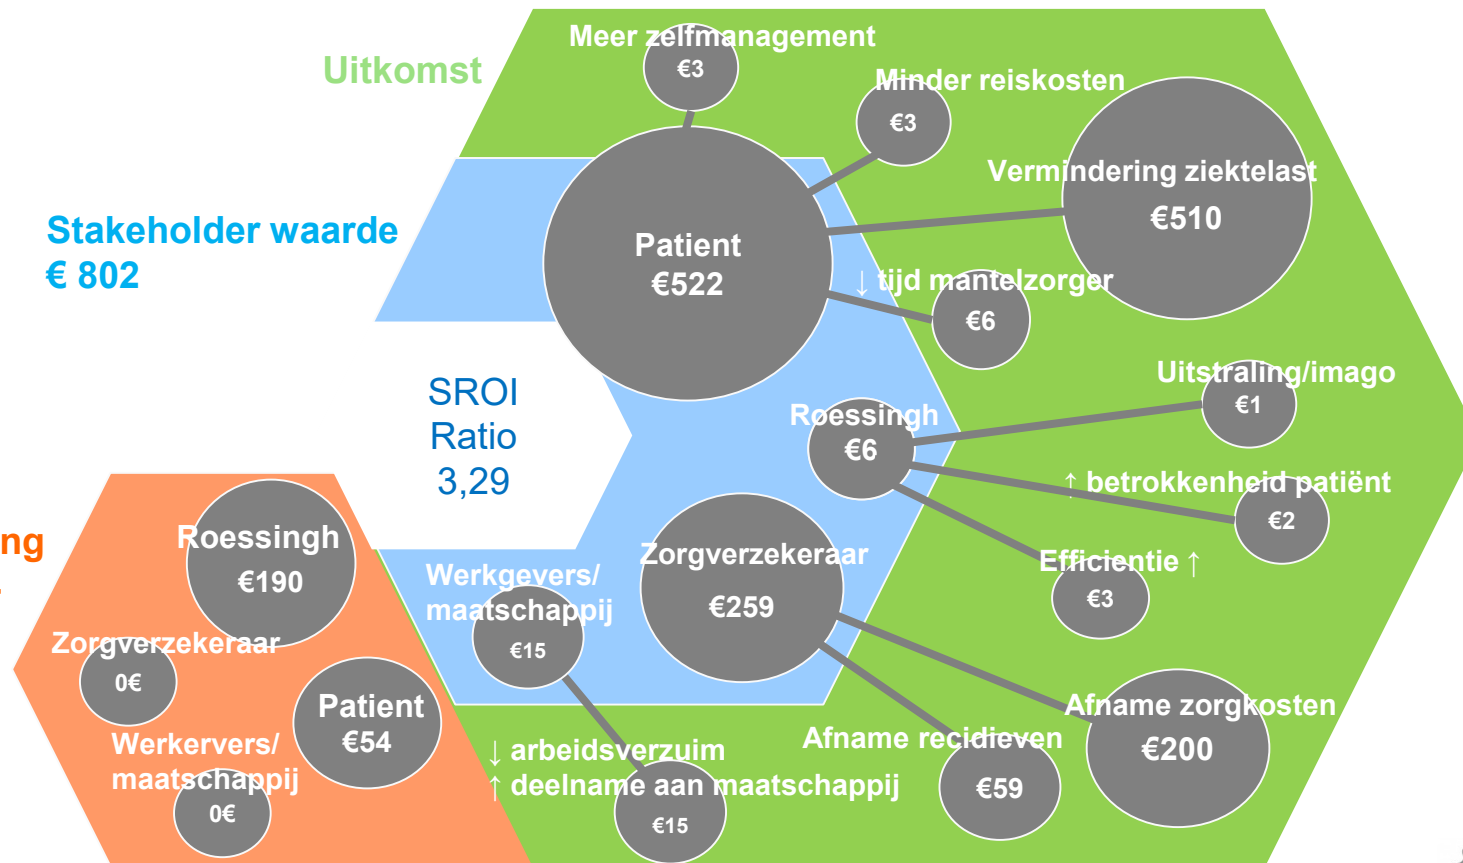 Meer zelfmanagement
€3
Uitkomst
Minder reiskosten
€3
Vermindering ziektelast
€510
Stakeholder waarde
€ 802
Patient
€522
↓ tijd mantelzorger
€6
Uitstraling/imago
€1
SROI
Ratio
3,29
Roessingh
€6
↑ betrokkenheid patiënt
€2
Efficientie ↑
€3
ng
Roessingh
€190
Zorgverzekeraar
€259
Werkgevers/
maatschappij
€15
Zorgverzekeraar
0€
Patient
€54
Werkervers/
maatschappij
0€
↓ arbeidsverzuim
↑ deelname aan maatschappij
€15
Afname recidieven
€59
Afname zorgkosten
€200